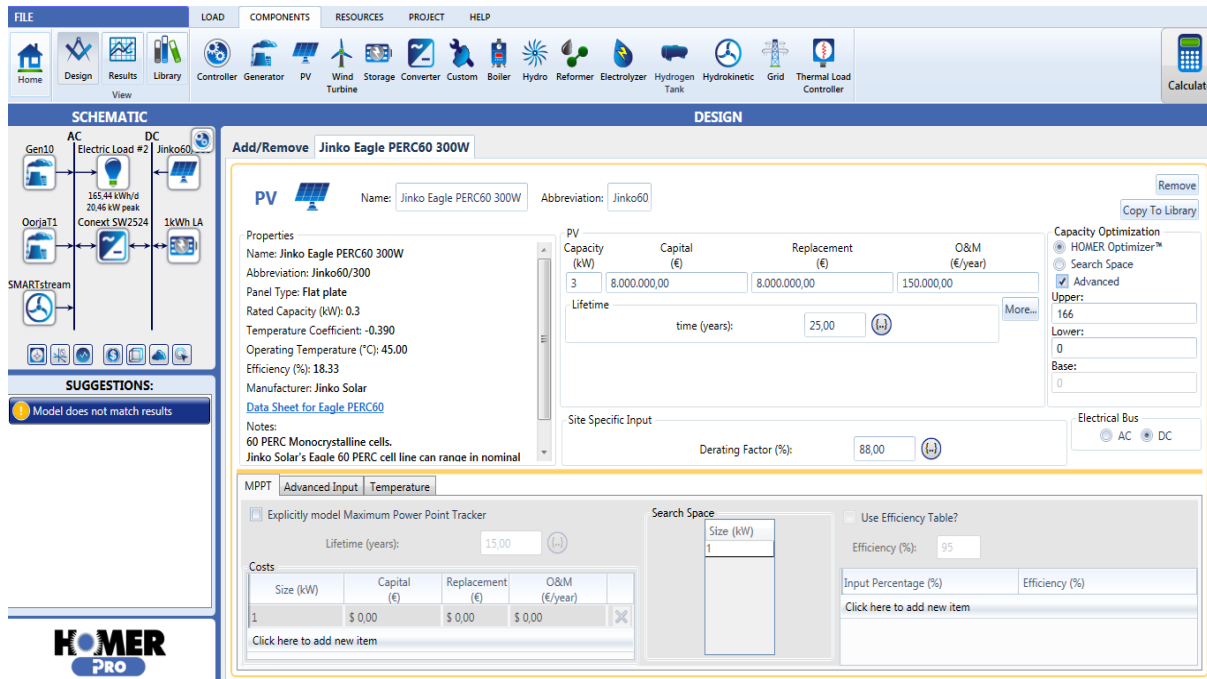 FILE LOAD COMPONENTS RESOURCES PROJECT HELP
Home Design Results Library Controller Generator PV Wind Turbine Storage Converter Custom Boiler Hydro Reformer Electrolyzer Hydrogen Tank Hydrokinetic Grid Thermal Load Controller Calculat
View
SCHEMATIC
AC DC
Gen10 Electric Load #2 Jinko60/
165,44 kWh/d
20,46 kW peak
OorjaT1 Conext SW2524 1kWh LA
SMARTstream
SUGGESTIONS:
! Model does not match results
HOMER
PRO
DESIGN
Add/Remove Jinko Eagle PERC60 300W
PV Name: Jinko Eagle PERC60 300W Abbreviation: Jinko60
Remove
Copy To Library
Properties
Name: Jinko Eagle PERC60 300W
Abbreviation: Jinko60/300
Panel Type: Flat plate
Rated Capacity (kW): 0.3
Temperature Coefficient: -0.390
Operating Temperature (°C): 45.00
Efficiency (%): 18.33
Manufacturer: Jinko Solar
Data Sheet for Eagle PERC60
Notes:
60 PERC Monocrystalline cells.
Jinko Solar's Eagle 60 PERC cell line can range in nominal
PV
Capacity (kW) Capital (€) Replacement (€) O&M (€/year)
3 8.000.000,00 8.000.000,00 150.000,00
Lifetime
time (years): 25,00 {..}
More...
Site Specific Input
Derating Factor (%): 88,00 {..}
Capacity Optimization
HOMER Optimizer™
Search Space
Advanced
Upper:
166
Lower:
0
Base:
0
Electrical Bus
AC DC
MPPT Advanced Input Temperature
Explicitly model Maximum Power Point Tracker
Lifetime (years): 15,00 {..}
Costs
Size (kW) Capital (€) Replacement (€) O&M (€/year)
1 $ 0,00 $ 0,00 $ 0,00
Click here to add new item
Search Space
Size (kW)
1
Use Efficiency Table?
Efficiency (%): 95
Input Percentage (%) Efficiency (%)
Click here to add new item